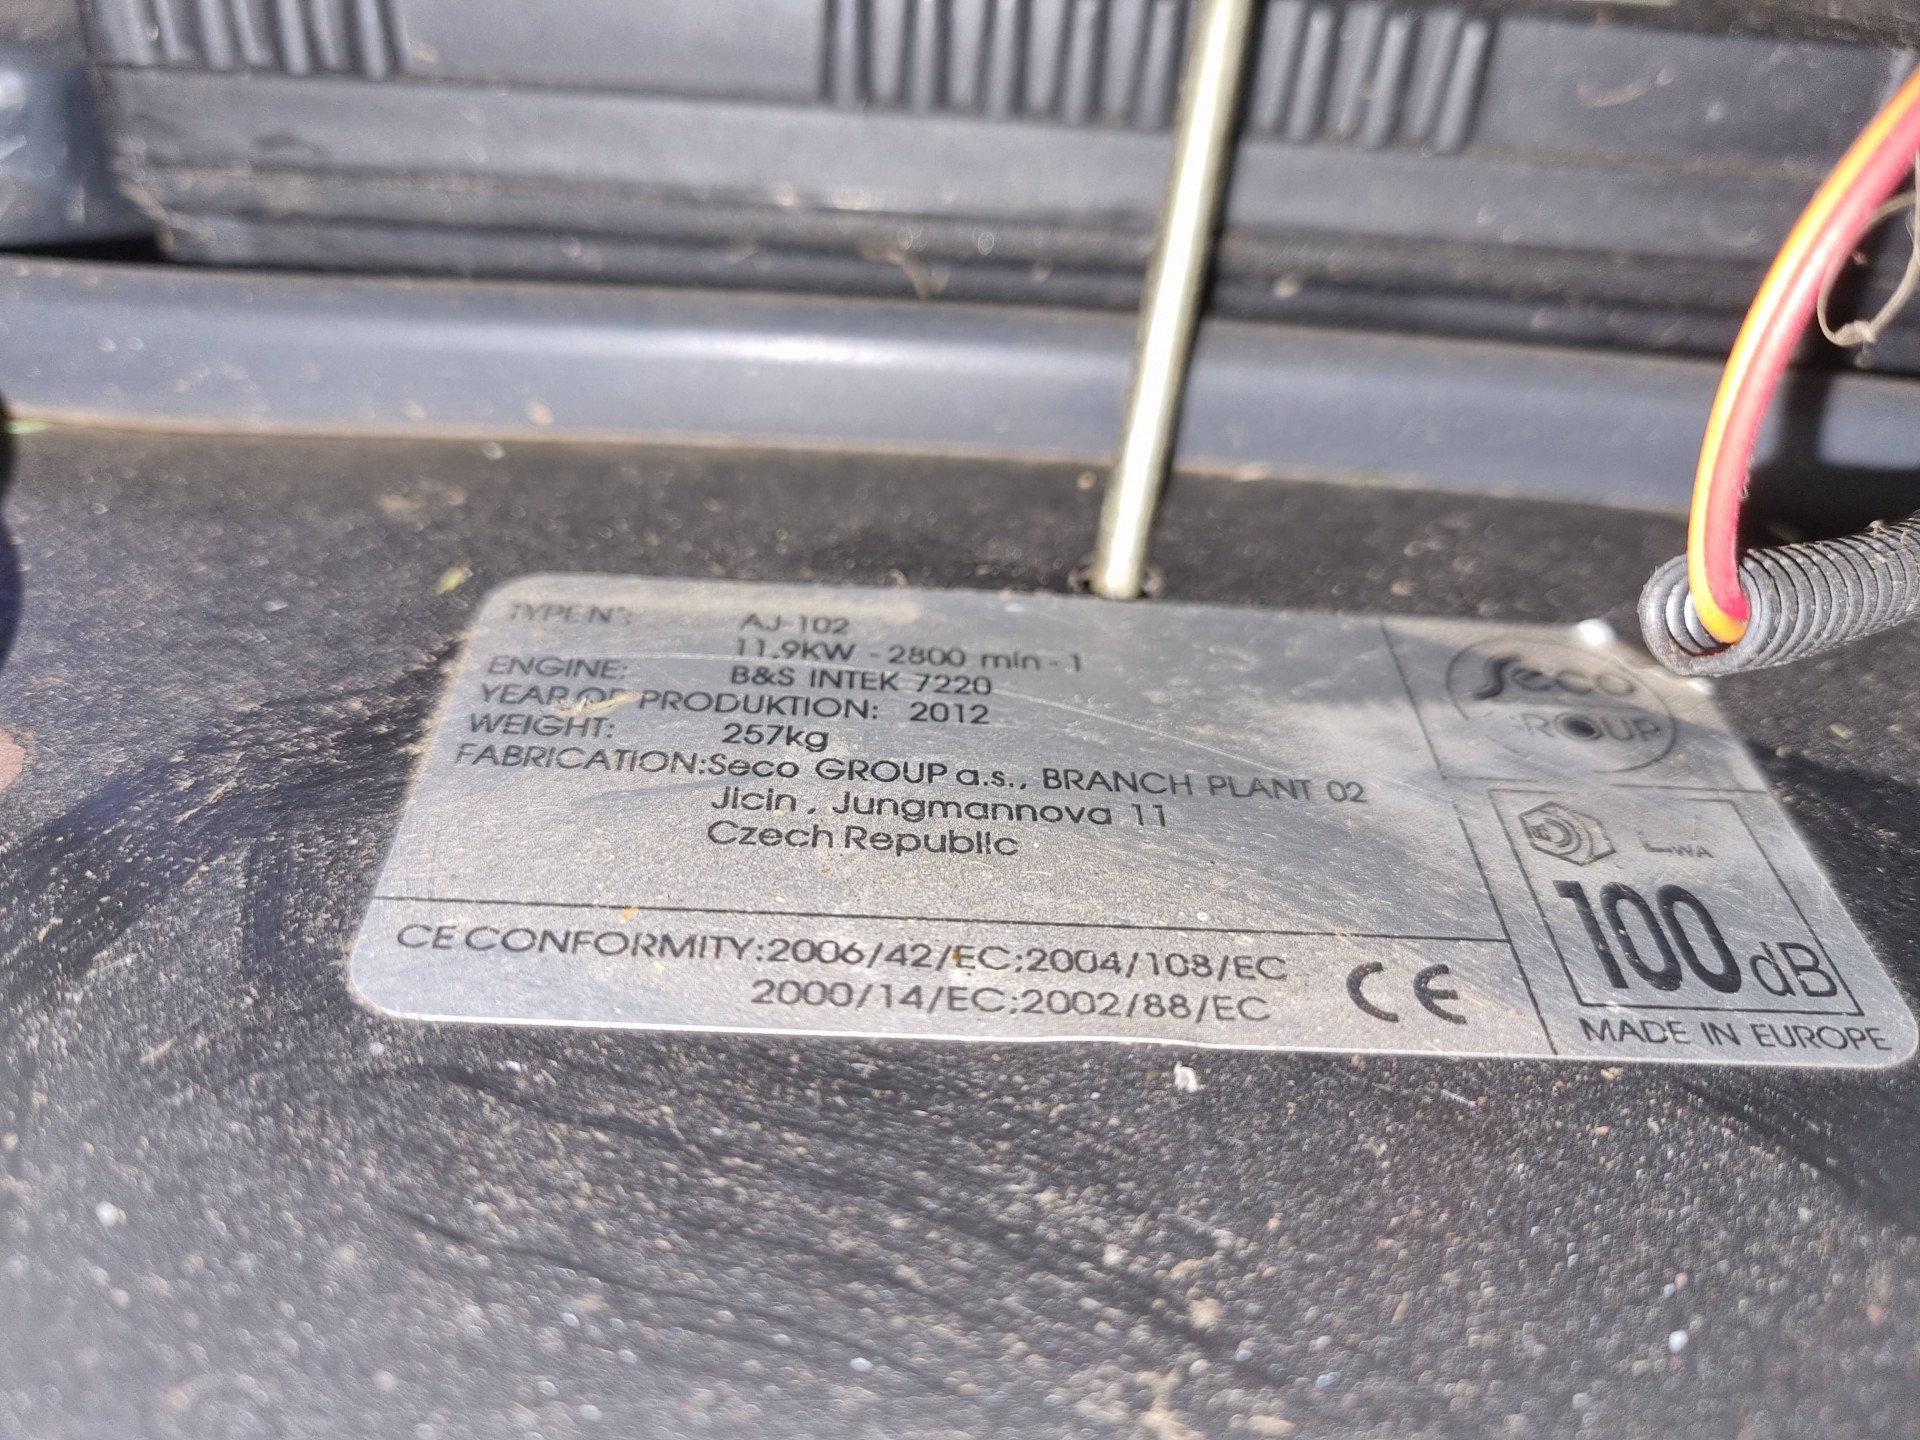 TYPE N°: AJ-102
11.9KW - 2800 min - 1
ENGINE: B&S INTEK 7220
YEAR OF PRODUKTION: 2012
WEIGHT: 257kg
FABRICATION: Seco GROUP a.s., BRANCH PLANT 02
Jicin , Jungmannova 11
Czech Republic
CE CONFORMITY: 2006/42/EC; 2004/108/EC
2000/14/EC; 2002/88/EC
CE
Seco
GROUP
LWA
100 dB
MADE IN EUROPE